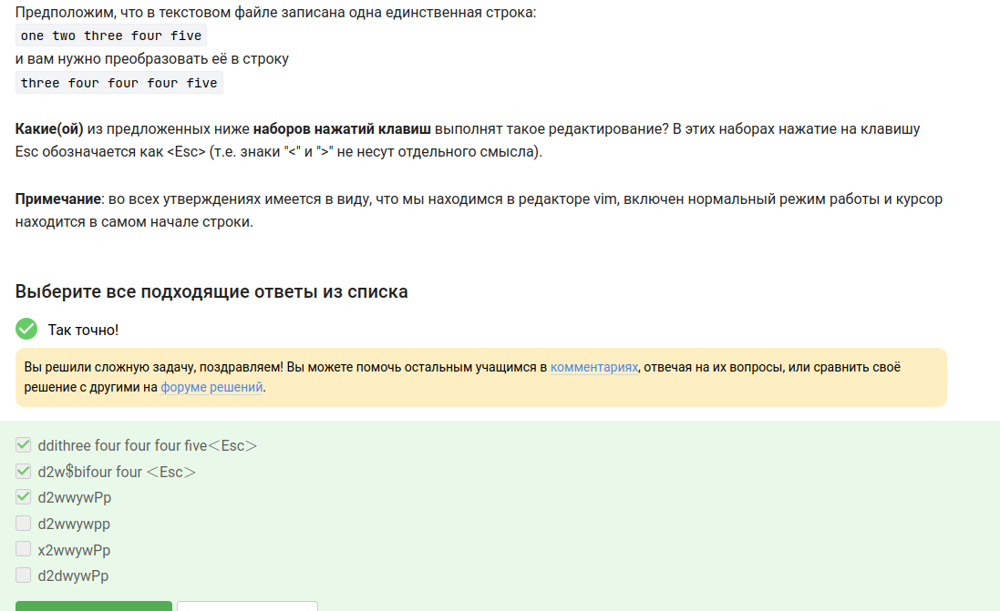 Предположим, что в текстовом файле записана одна единственная строка:
one two three four five
и вам нужно преобразовать её в строку
three four four four five
Какие(ой) из предложенных ниже наборов нажатий клавиш выполнят такое редактирование? В этих наборах нажатие на клавишу
Esc обозначается как <Esc> (т.е. знаки "<" и ">" не несут отдельного смысла).
Примечание: во всех утверждениях имеется в виду, что мы находимся в редакторе vim, включен нормальный режим работы и курсор
находится в самом начале строки.
Выберите все подходящие ответы из списка
Так точно!
Вы решили сложную задачу, поздравляем! Вы можете помочь остальным учащимся в комментариях, отвечая на их вопросы, или сравнить своё
решение с другими на форуме решений.
ddithree four four four five<Esc>
d2w$bifour four <Esc>
d2wwywPp
d2wwywpp
x2wwywPp
d2dwywPp